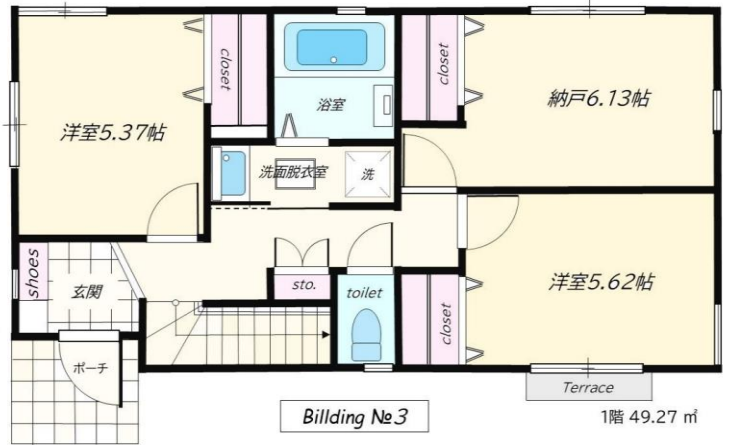 closet
浴室
closet
納戸6.13帖
洋室5.37帖
洗面脱衣室
洗
shoes
玄関
sto.
toilet
closet
洋室5.62帖
ポーチ
Terrace
Billding №3
1階 49.27 ㎡